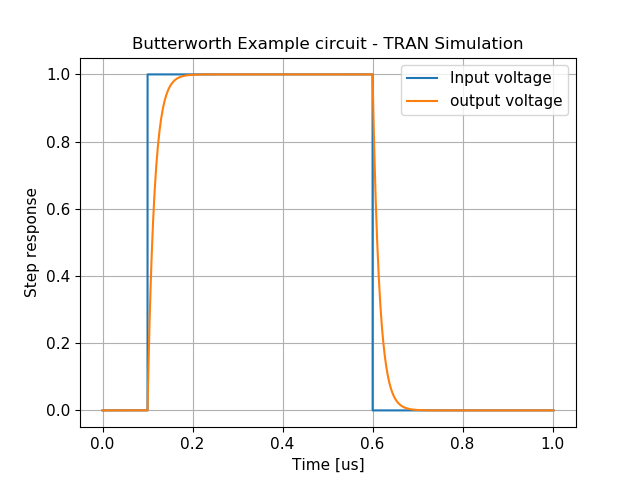 Butterworth Example circuit - TRAN Simulation
Input voltage
output voltage
1.0
0.8
0.6
0.4
0.2
0.0
Step response
0.0 0.2 0.4 0.6 0.8 1.0
Time [us]